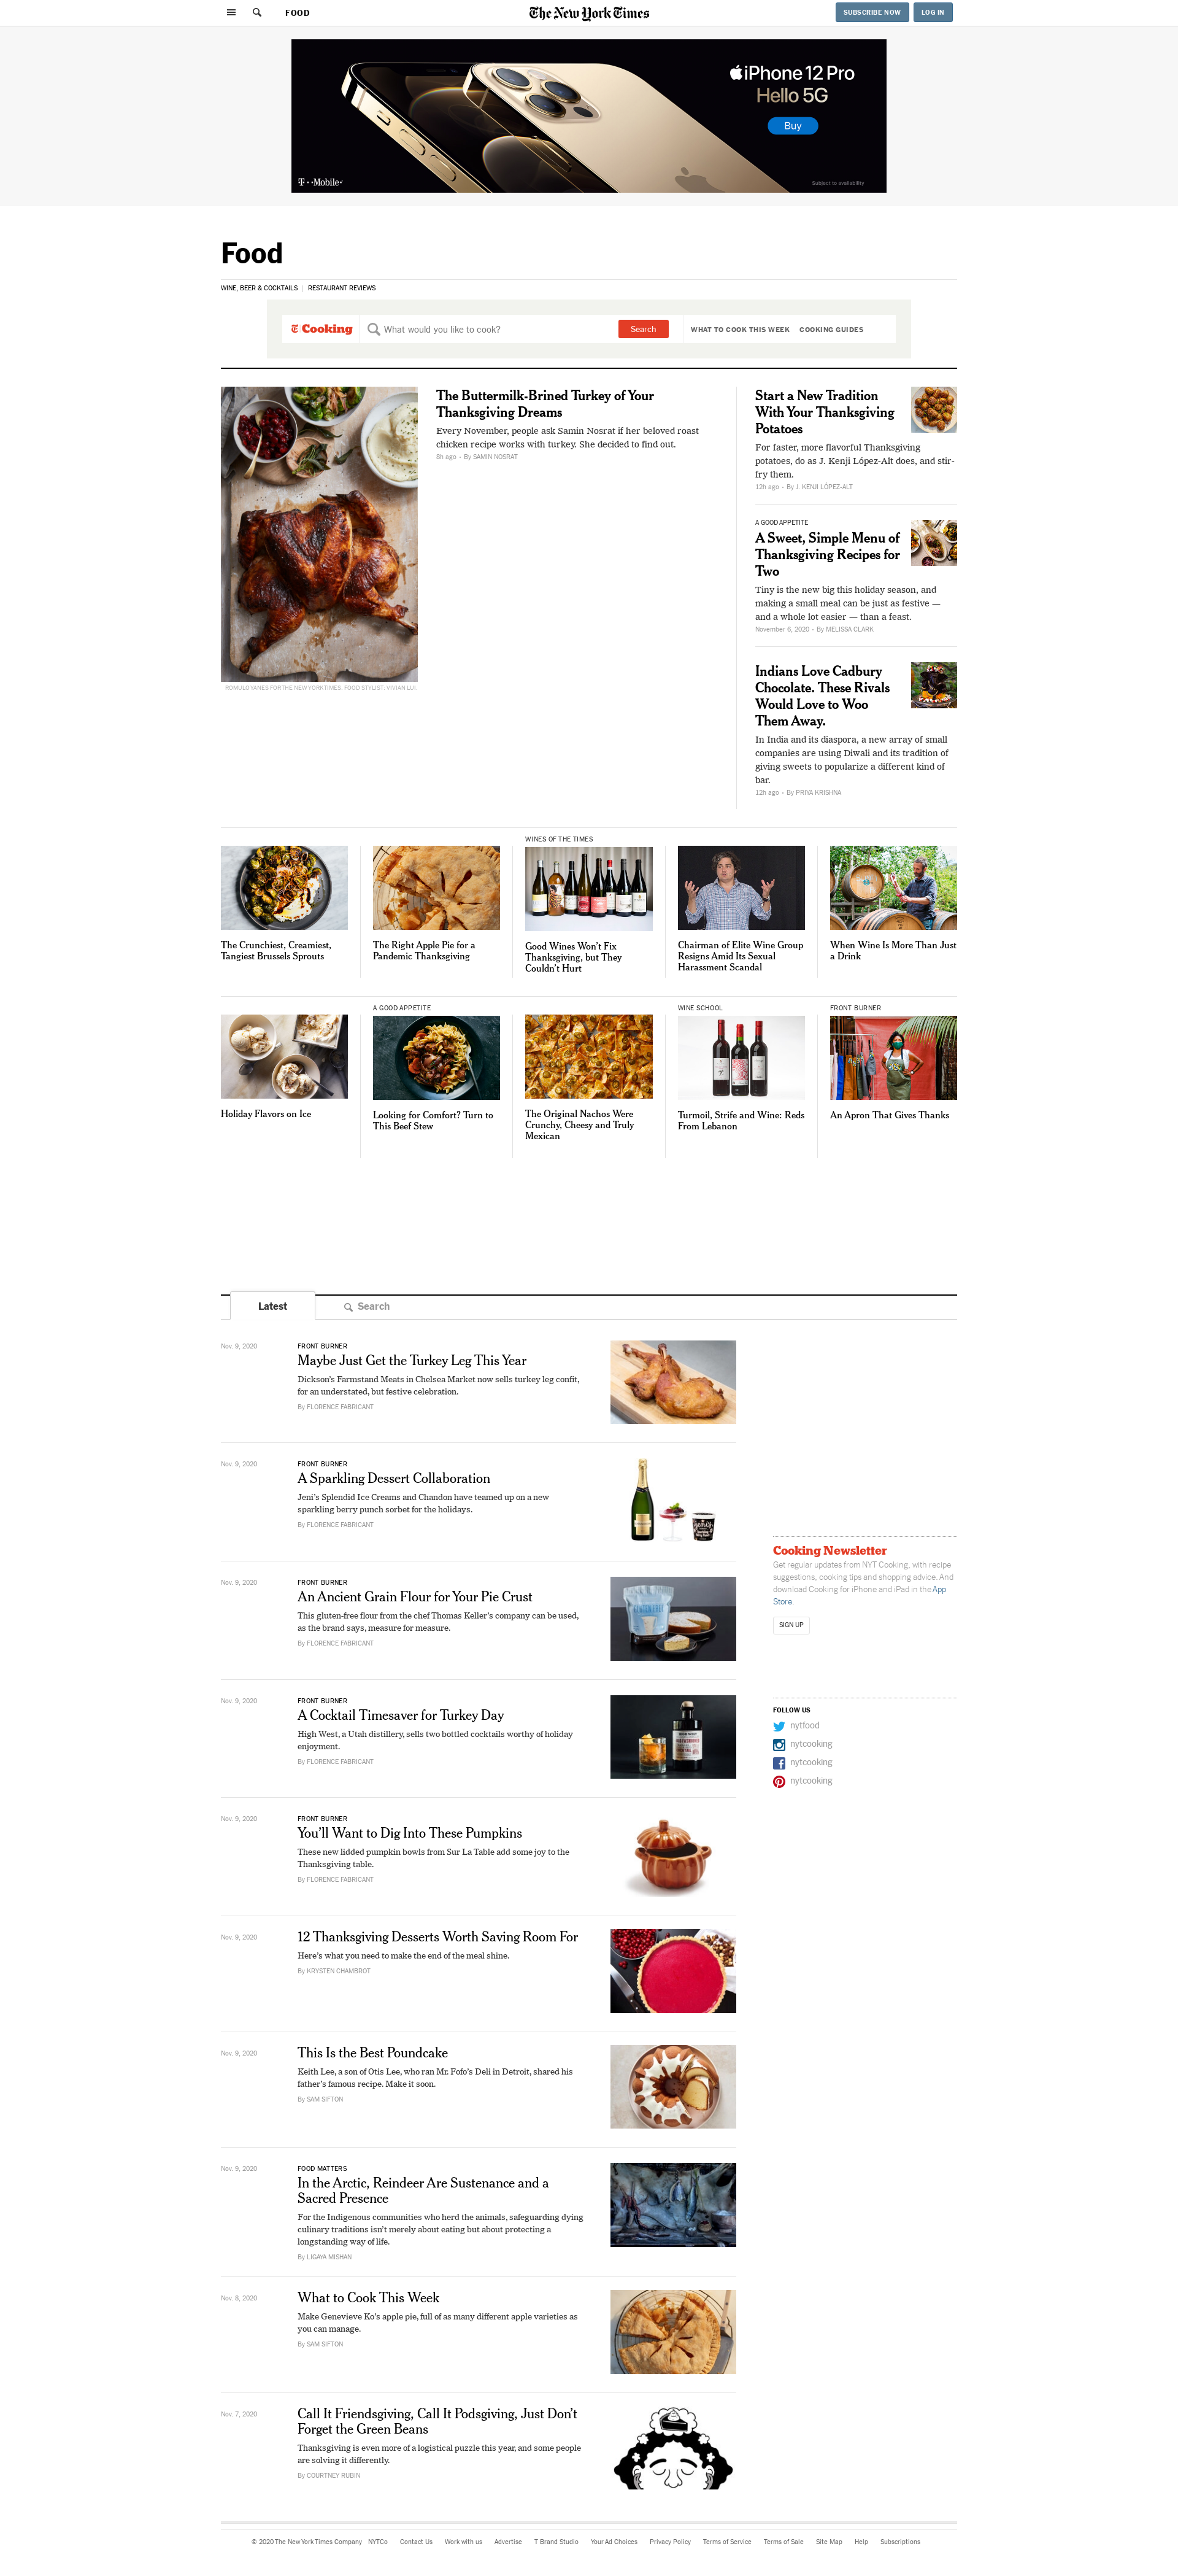 FOOD
The New York Times
SUBSCRIBE NOW
LOG IN
iPhone 12 Pro
Hello 5G
Buy
T-Mobile
Subject to availability
Food
WINE, BEER & COCKTAILS | RESTAURANT REVIEWS
Cooking
What would you like to cook?
Search
WHAT TO COOK THIS WEEK
COOKING GUIDES
The Buttermilk-Brined Turkey of Your
Thanksgiving Dreams
Every November, people ask Samin Nosrat if her beloved roast
chicken recipe works with turkey. She decided to find out.
8h ago - By SAMIN NOSRAT
ROMULO YANES FOR THE NEW YORK TIMES. FOOD STYLIST: VIVIAN LUI.
Start a New Tradition
With Your Thanksgiving
Potatoes
For faster, more flavorful Thanksgiving
potatoes, do as J. Kenji López-Alt does, and stir-
fry them.
12h ago - By J. KENJI LÓPEZ-ALT
A GOOD APPETITE
A Sweet, Simple Menu of
Thanksgiving Recipes for
Two
Tiny is the new big this holiday season, and
making a small meal can be just as festive —
and a whole lot easier — than a feast.
November 6, 2020 - By MELISSA CLARK
Indians Love Cadbury
Chocolate. These Rivals
Would Love to Woo
Them Away.
In India and its diaspora, a new array of small
companies are using Diwali and its tradition of
giving sweets to popularize a different kind of
bar.
12h ago - By PRIYA KRISHNA
The Crunchiest, Creamiest,
Tangiest Brussels Sprouts
The Right Apple Pie for a
Pandemic Thanksgiving
WINES OF THE TIMES
Good Wines Won't Fix
Thanksgiving, but They
Couldn't Hurt
Chairman of Elite Wine Group
Resigns Amid Its Sexual
Harassment Scandal
When Wine Is More Than Just
a Drink
Holiday Flavors on Ice
A GOOD APPETITE
Looking for Comfort? Turn to
This Beef Stew
The Original Nachos Were
Crunchy, Cheesy and Truly
Mexican
WINE SCHOOL
Turmoil, Strife and Wine: Reds
From Lebanon
FRONT BURNER
An Apron That Gives Thanks
Latest
Search
Nov. 9, 2020
FRONT BURNER
Maybe Just Get the Turkey Leg This Year
Dickson's Farmstand Meats in Chelsea Market now sells turkey leg confit,
for an understated, but festive celebration.
By FLORENCE FABRICANT
Nov. 9, 2020
FRONT BURNER
A Sparkling Dessert Collaboration
Jeni's Splendid Ice Creams and Chandon have teamed up on a new
sparkling berry punch sorbet for the holidays.
By FLORENCE FABRICANT
Nov. 9, 2020
FRONT BURNER
An Ancient Grain Flour for Your Pie Crust
This gluten-free flour from the chef Thomas Keller's company can be used,
as the brand says, measure for measure.
By FLORENCE FABRICANT
Nov. 9, 2020
FRONT BURNER
A Cocktail Timesaver for Turkey Day
High West, a Utah distillery, sells two bottled cocktails worthy of holiday
enjoyment.
By FLORENCE FABRICANT
Nov. 9, 2020
FRONT BURNER
You'll Want to Dig Into These Pumpkins
These new lidded pumpkin bowls from Sur La Table add some joy to the
Thanksgiving table.
By FLORENCE FABRICANT
Nov. 9, 2020
12 Thanksgiving Desserts Worth Saving Room For
Here's what you need to make the end of the meal shine.
By KRYSTEN CHAMBROT
Nov. 9, 2020
This Is the Best Poundcake
Keith Lee, a son of Otis Lee, who ran Mr. Fofo's Deli in Detroit, shared his
father's famous recipe. Make it soon.
By SAM SIFTON
Nov. 9, 2020
FOOD MATTERS
In the Arctic, Reindeer Are Sustenance and a
Sacred Presence
For the Indigenous communities who herd the animals, safeguarding dying
culinary traditions isn't merely about eating but about protecting a
longstanding way of life.
By LIGAYA MISHAN
Nov. 8, 2020
What to Cook This Week
Make Genevieve Ko's apple pie, full of as many different apple varieties as
you can manage.
By SAM SIFTON
Nov. 7, 2020
Call It Friendsgiving, Call It Podsgiving, Just Don't
Forget the Green Beans
Thanksgiving is even more of a logistical puzzle this year, and some people
are solving it differently.
By COURTNEY RUBIN
Cooking Newsletter
Get regular updates from NYT Cooking, with recipe
suggestions, cooking tips and shopping advice. And
download Cooking for iPhone and iPad in the App
Store.
SIGN UP
FOLLOW US
nytfood
nytcooking
nytcooking
nytcooking
© 2020 The New York Times Company NYTCo Contact Us Work with us Advertise T Brand Studio Your Ad Choices Privacy Policy Terms of Service Terms of Sale Site Map Help Subscriptions